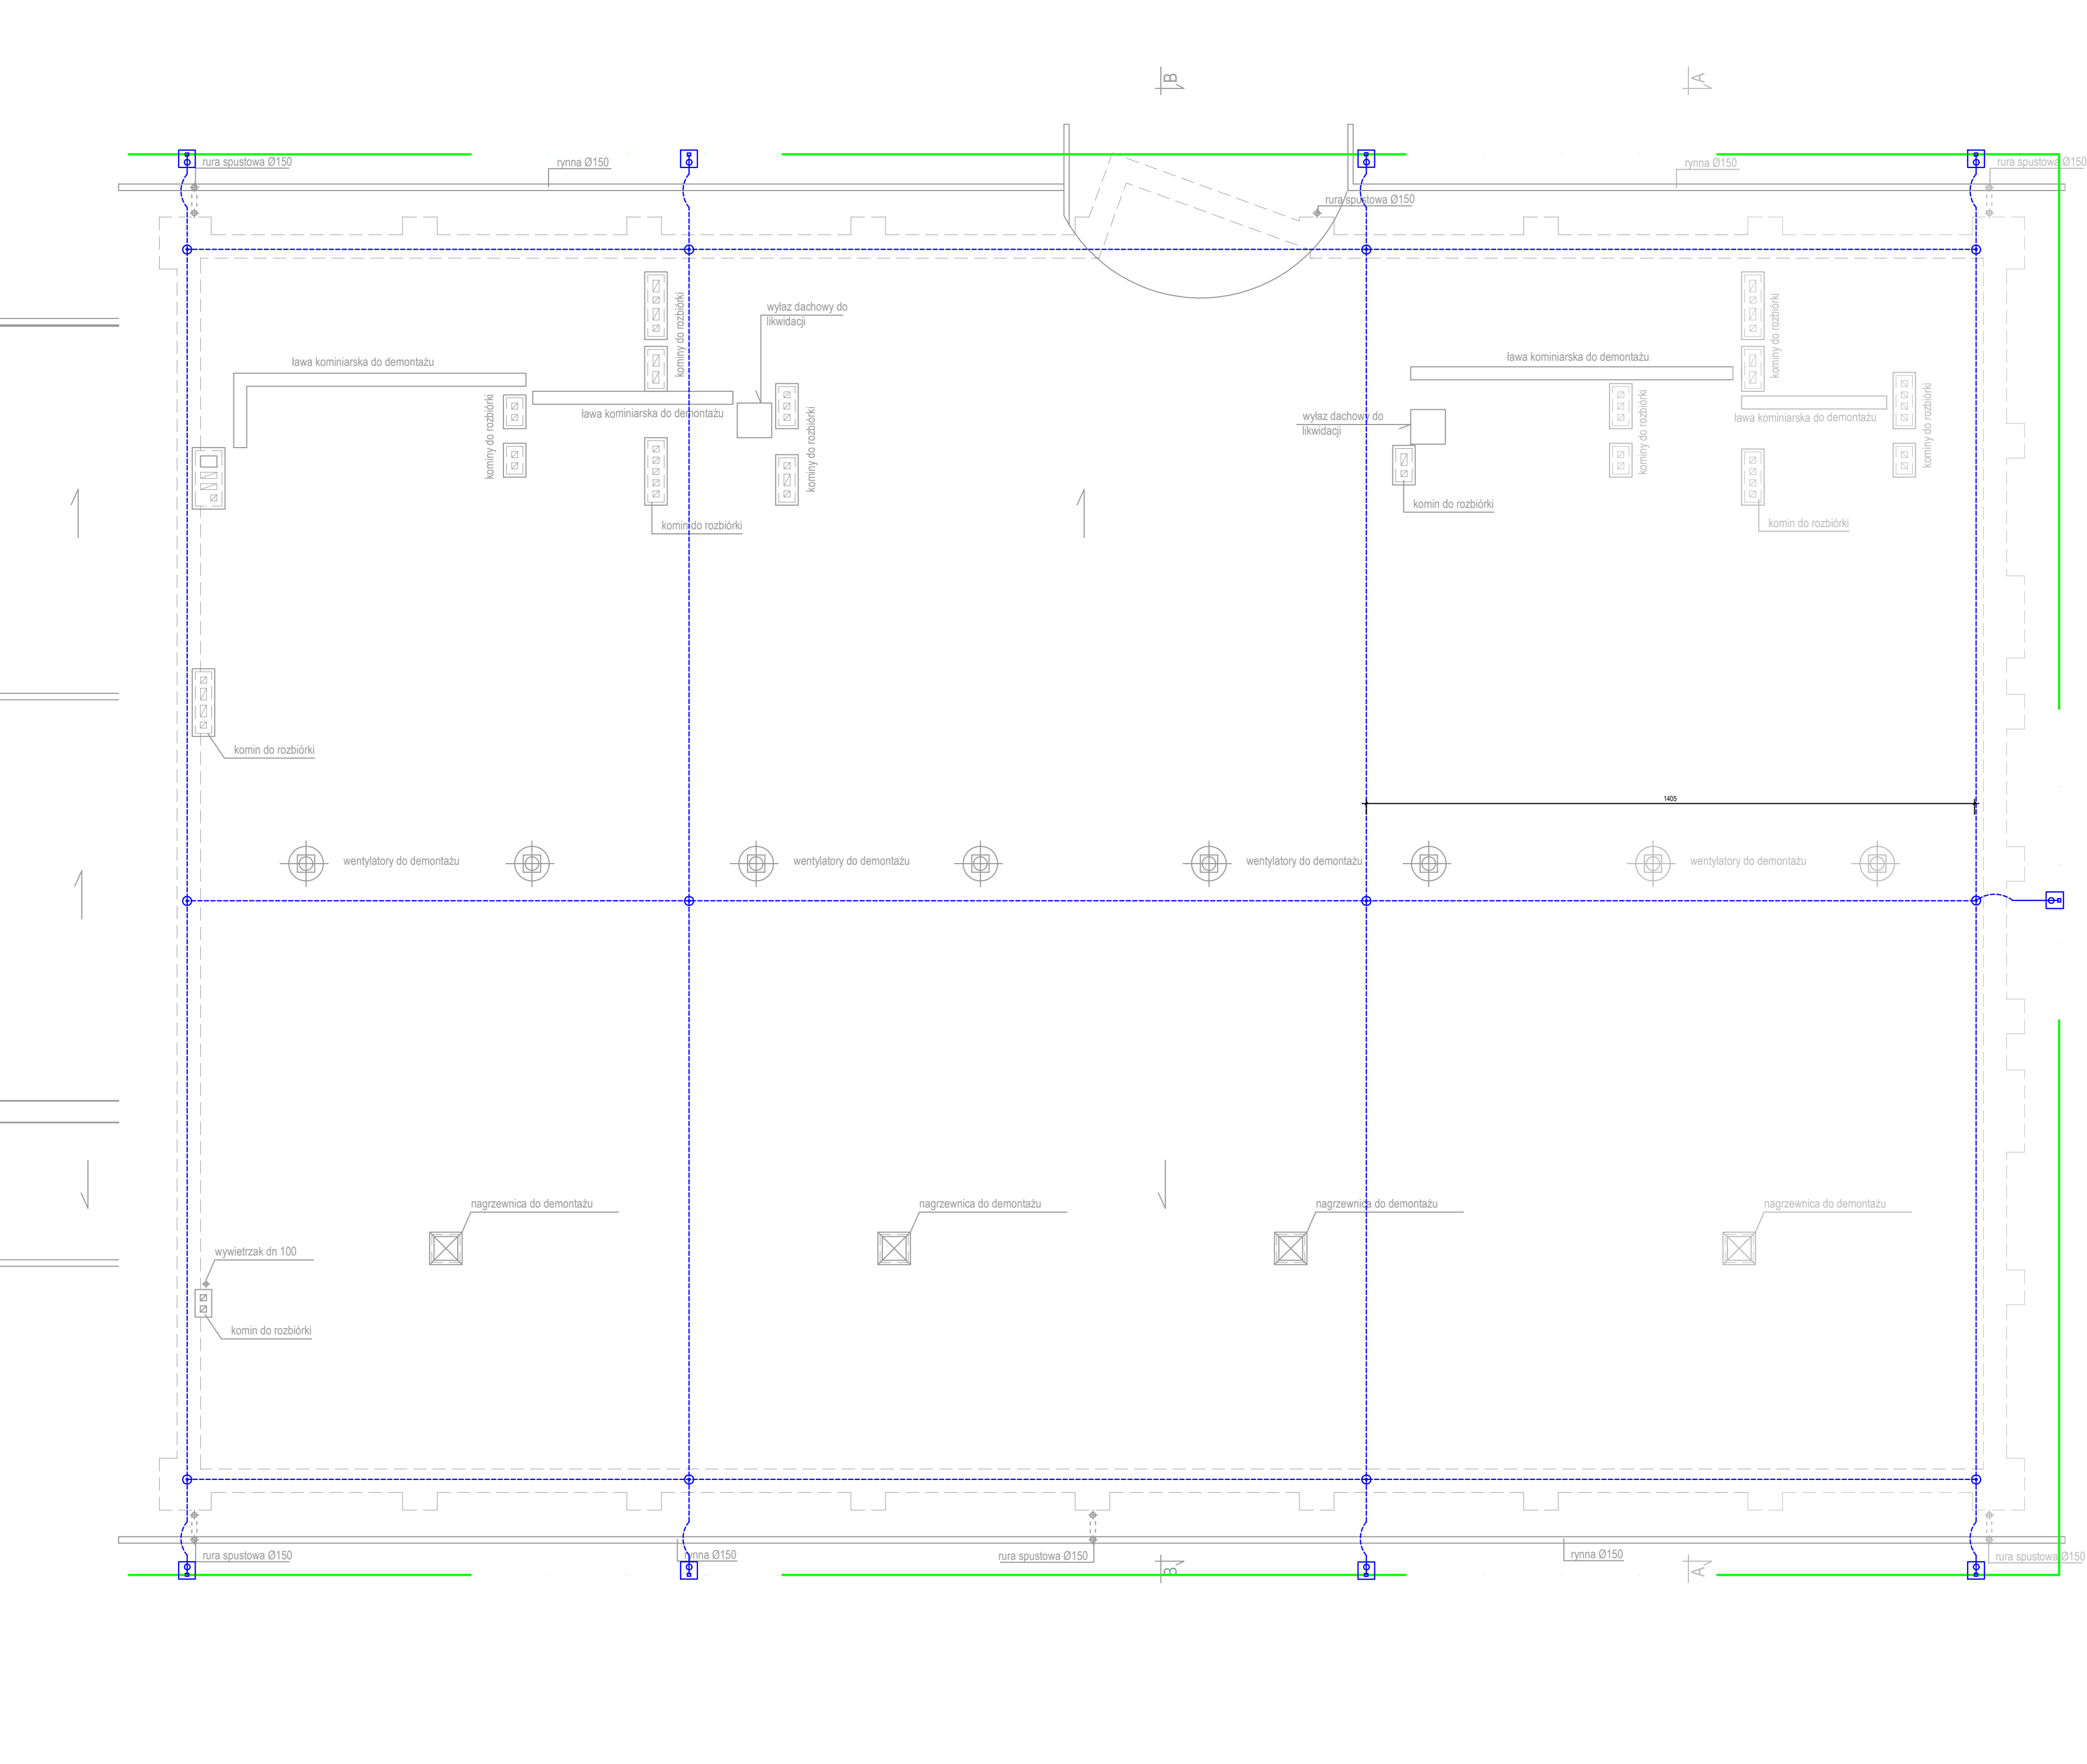 B
A
rura spustowa Ø150
rynna Ø150
rynna Ø150
rura spustowa Ø150
rura spustowa Ø150
kominy do rozbiórki
wyłaz dachowy do
likwidacji
kominy do rozbiórki
ława kominiarska do demontażu
ława kominiarska do demontażu
kominy do rozbiórki
ława kominiarska do demontażu
kominy do rozbiórki
wyłaz dachowy do
likwidacji
kominy do rozbiórki
ława kominiarska do demontażu
kominy do rozbiórki
komin do rozbiórki
komin do rozbiórki
komin do rozbiórki
komin do rozbiórki
1405
wentylatory do demontażu
wentylatory do demontażu
wentylatory do demontażu
wentylatory do demontażu
nagrzewnica do demontażu
nagrzewnica do demontażu
nagrzewnica do demontażu
nagrzewnica do demontażu
wywietrzak dn 100
komin do rozbiórki
rura spustowa Ø150
rynna Ø150
rura spustowa Ø150
rynna Ø150
rura spustowa Ø150
B
A